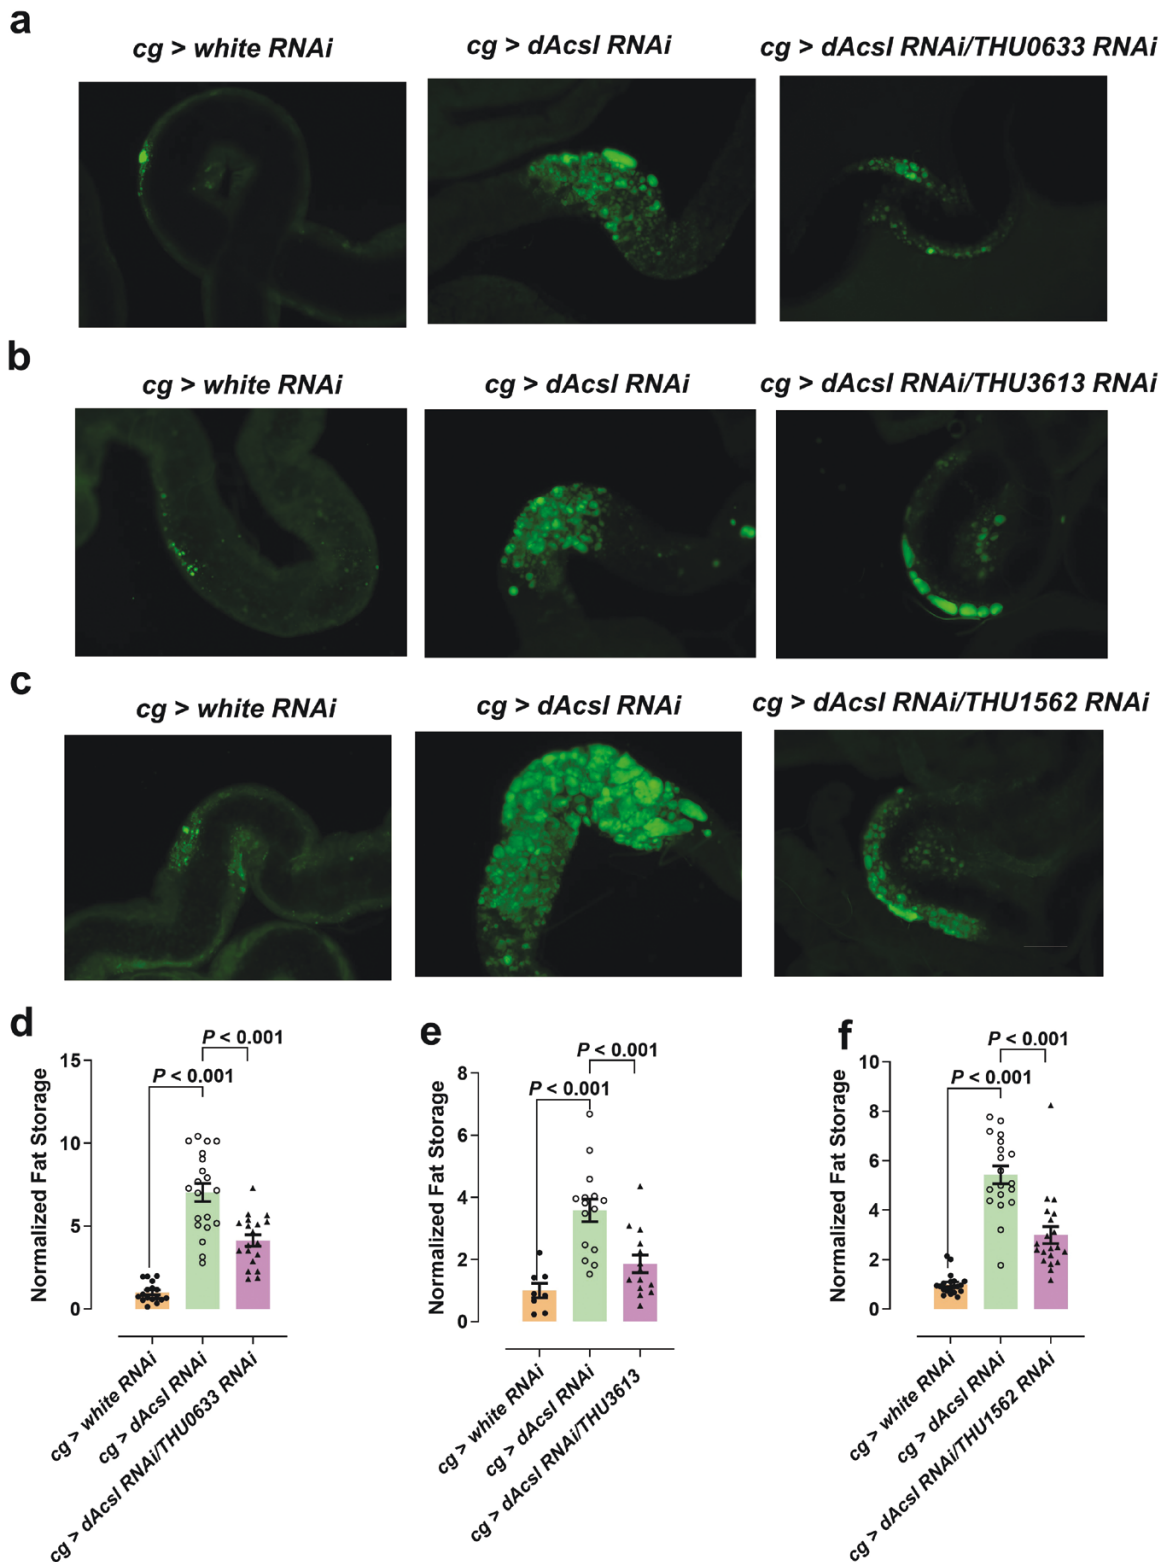 a
cg > white RNAi
cg > dAcsl RNAi
cg > dAcsl RNAi/THU0633 RNAi
b
cg > white RNAi
cg > dAcsl RNAi
cg > dAcsl RNAi/THU3613 RNAi
c
cg > white RNAi
cg > dAcsl RNAi
cg > dAcsl RNAi/THU1562 RNAi
d
P < 0.001
P < 0.001
Normalized Fat Storage
15
10
5
0
cg > white RNAi
cg > dAcsl RNAi
cg > dAcsl RNAi/THU0633 RNAi
e
P < 0.001
P < 0.001
Normalized Fat Storage
8
6
4
2
0
cg > white RNAi
cg > dAcsl RNAi
cg > dAcsl RNAi/THU3613
f
P < 0.001
P < 0.001
Normalized Fat Storage
10
8
6
4
2
0
cg > white RNAi
cg > dAcsl RNAi
cg > dAcsl RNAi/THU1562 RNAi